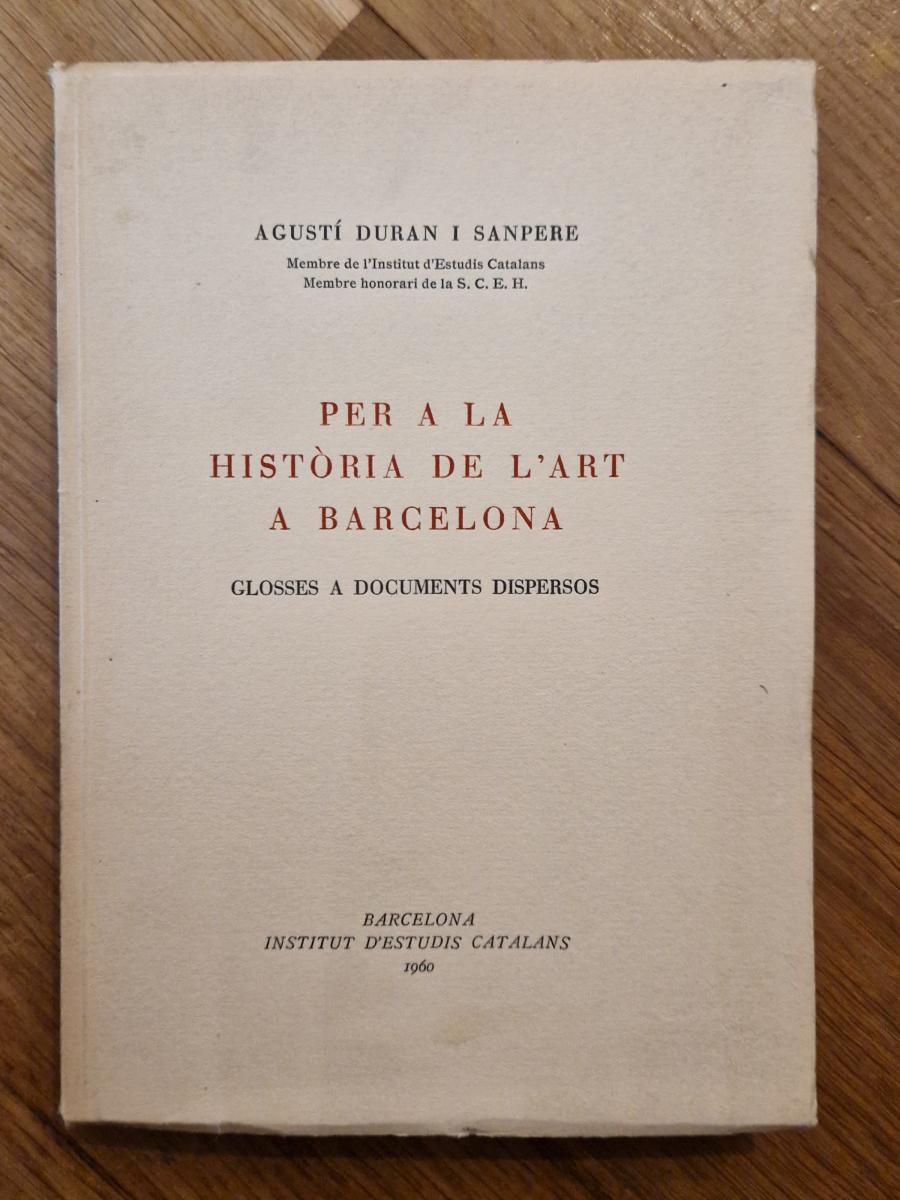 AGUSTÍ DURAN I SANPERE
Membre de l'Institut d'Estudis Catalans
Membre honorari de la S. C. E. H.
PER A LA
HISTÒRIA DE L'ART
A BARCELONA
GLOSSES A DOCUMENTS DISPERSOS
BARCELONA
INSTITUT D'ESTUDIS CATALANS
1960